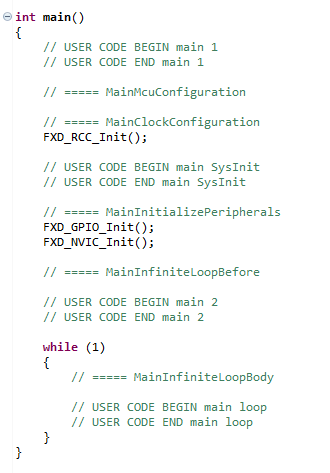 int main()
{
// USER CODE BEGIN main 1
// USER CODE END main 1
// ===== MainMcuConfiguration
// ===== MainClockConfiguration
FXD_RCC_Init();
// USER CODE BEGIN main SysInit
// USER CODE END main SysInit
// ===== MainInitializePeripherals
FXD_GPIO_Init();
FXD_NVIC_Init();
// ===== MainInfiniteLoopBefore
// USER CODE BEGIN main 2
// USER CODE END main 2
while (1)
{
// ===== MainInfiniteLoopBody
// USER CODE BEGIN main loop
// USER CODE END main loop
}
}